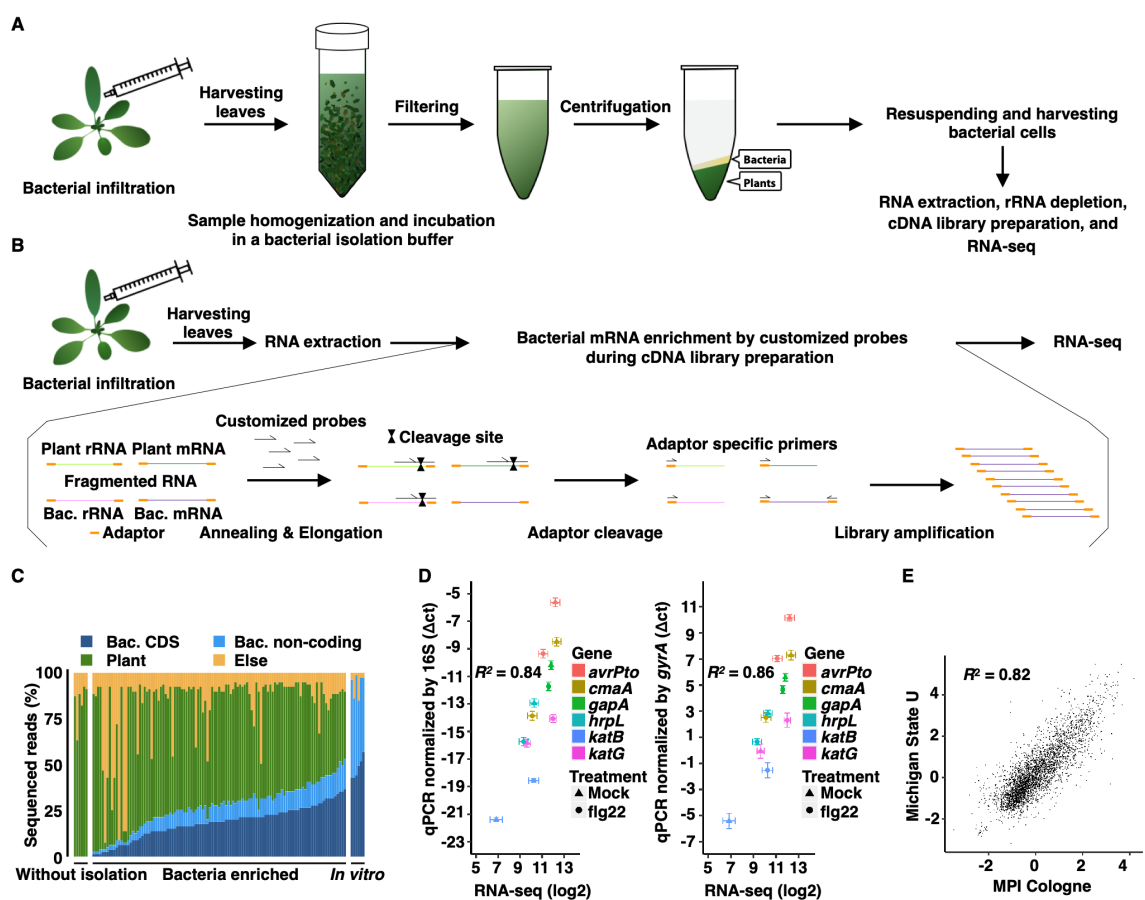 A
Harvesting
leaves
Filtering
Centrifugation
Resuspending and harvesting
bacterial cells
Bacteria
Plants
Bacterial infiltration
Sample homogenization and incubation
in a bacterial isolation buffer
RNA extraction, rRNA depletion,
cDNA library preparation, and
RNA-seq
B
Harvesting
leaves
RNA extraction
Bacterial mRNA enrichment by customized probes
during cDNA library preparation
RNA-seq
Bacterial infiltration
Customized probes
Plant rRNA Plant mRNA
Cleavage site
Adaptor specific primers
Fragmented RNA
Bac. rRNA Bac. mRNA
Adaptor
Annealing & Elongation
Adaptor cleavage
Library amplification
C
Bac. CDS
Bac. non-coding
Plant
Else
Sequenced reads (%)
100
75
50
25
0
Without isolation
Bacteria enriched
In vitro
D
qPCR normalized by 16S (Δct)
-5
-7
-9
-11
-13
-15
-17
-19
-21
-23
R² = 0.84
5 7 9 11 13
RNA-seq (log2)
Gene
avrPto
cmaA
gapA
hrpL
katB
katG
Treatment
Mock
flg22
qPCR normalized by gyrA (Δct)
11
9
7
5
3
1
-1
-3
-5
-7
R² = 0.86
5 7 9 11 13
RNA-seq (log2)
Gene
avrPto
cmaA
gapA
hrpL
katB
katG
Treatment
Mock
flg22
E
Michigan State U
R² = 0.82
4
2
0
-2
-2 0 2 4
MPI Cologne